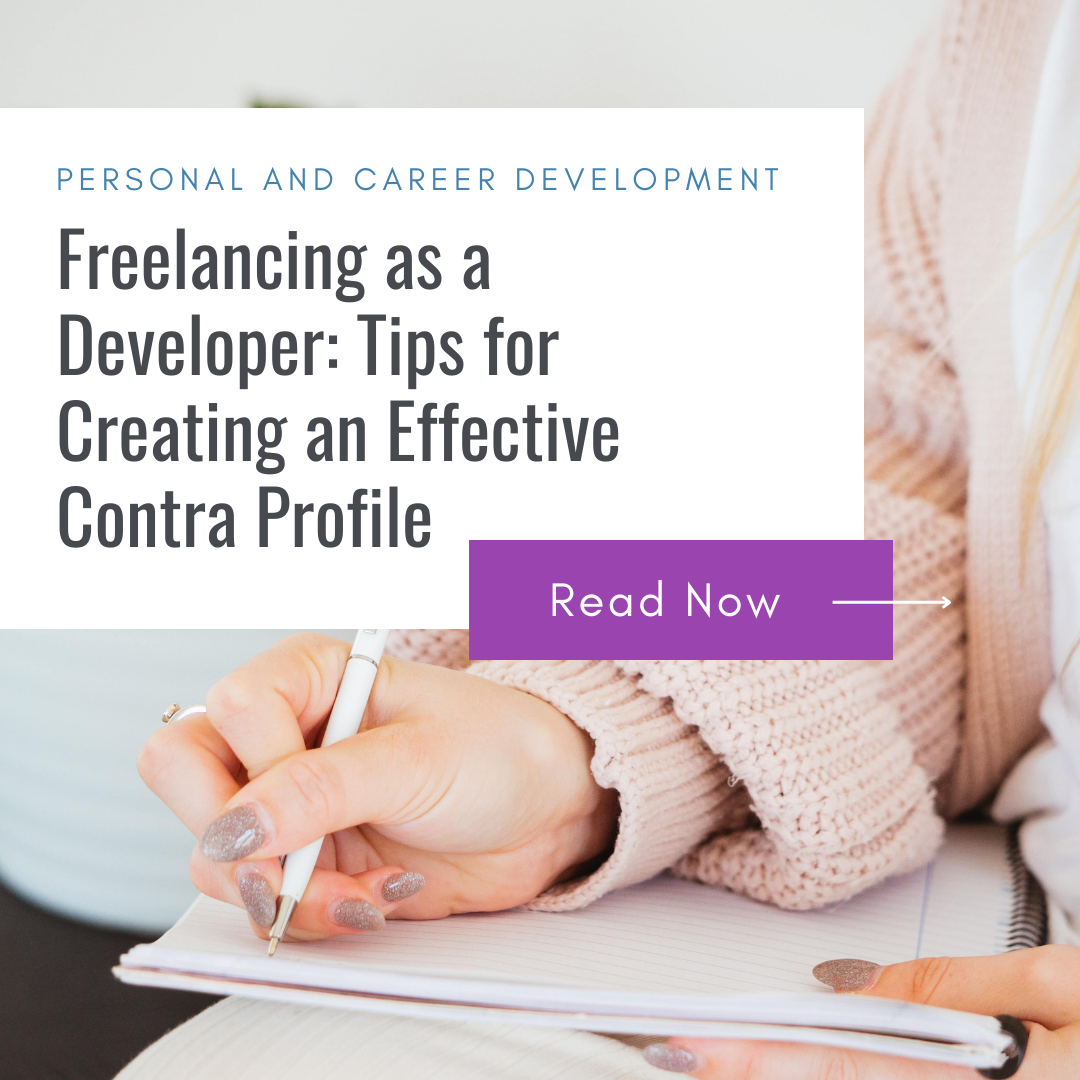 PERSONAL AND CAREER DEVELOPMENT
Freelancing as a
Developer: Tips for
Creating an Effective
Contra Profile
Read Now